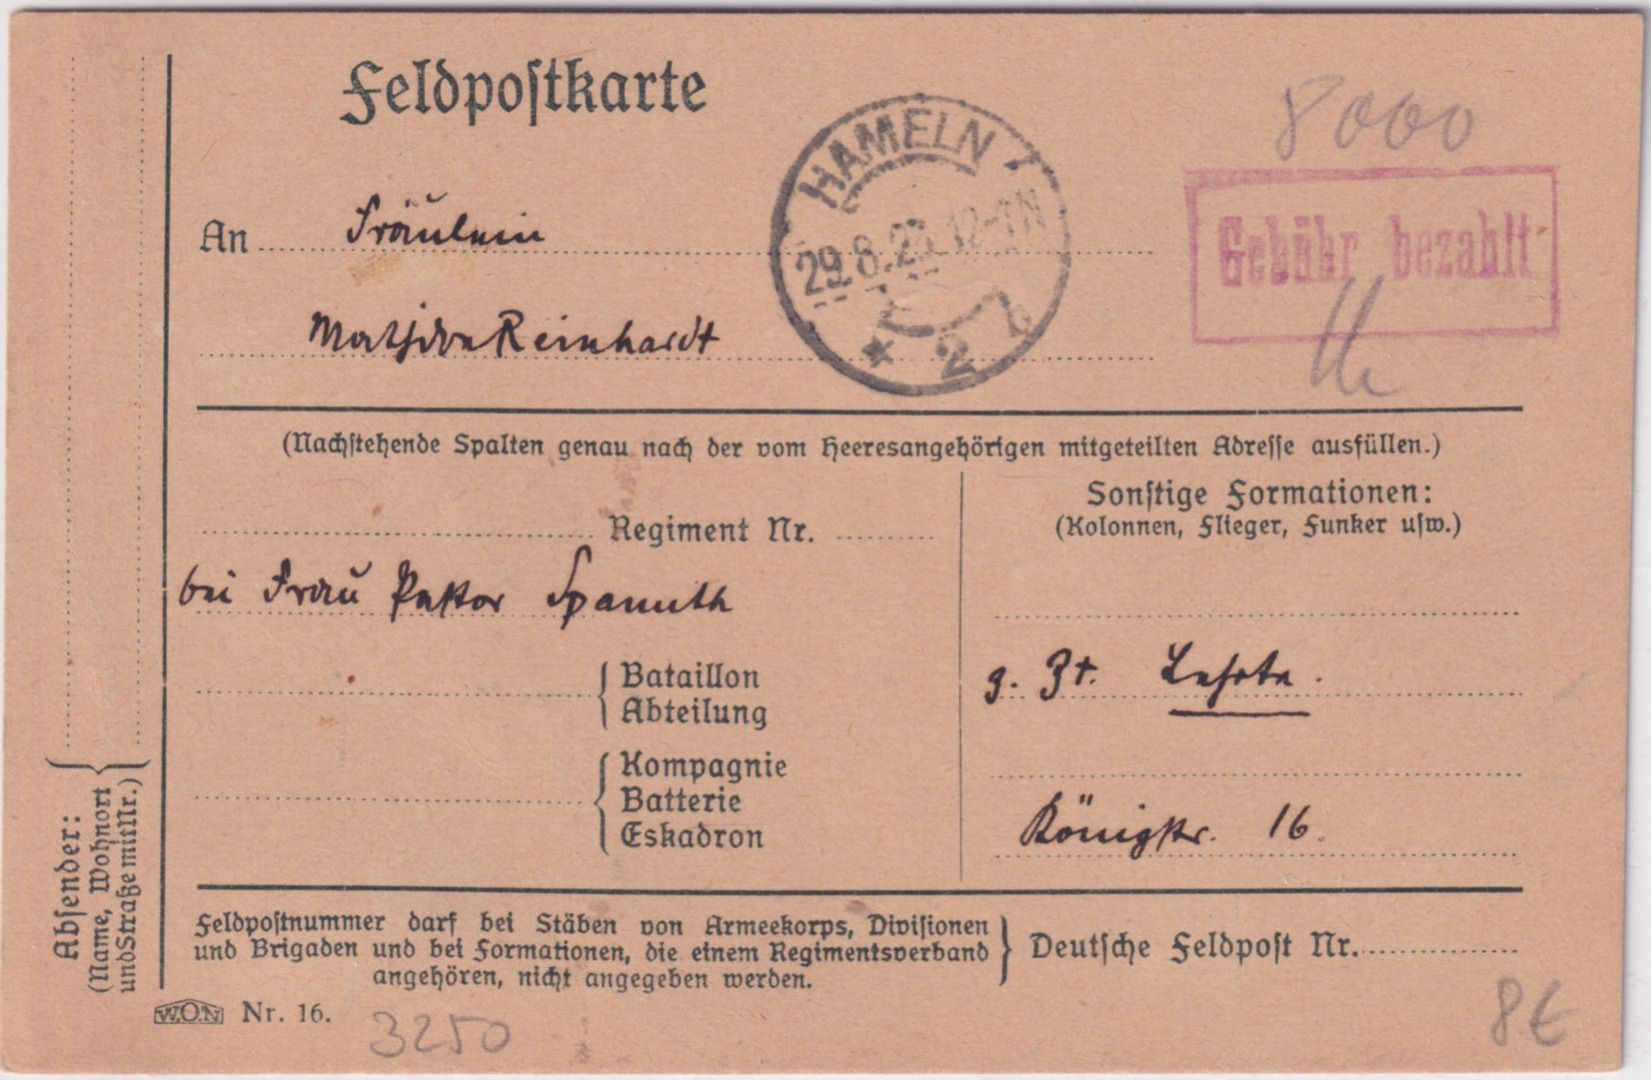 Feldpostkarte
8000
HAMELN 1
29.8.23.12-1N
* 2 b
Gebühr bezahlt
An Fräulein
Mathilde Reinhardt
(Nachstehende Spalten genau nach der vom Heeresangehörigen mitgeteilten Adresse ausfüllen.)
Regiment Nr.
bei Frau Pastor Spanuth
Bataillon
Abteilung
Kompagnie
Batterie
Eskadron
Sonstige Formationen:
(Kolonnen, Flieger, Funker usw.)
z. Zt. Lehrte.
Königstr. 16.
Absender:
(Name, Wohnort
und Straße mit Nr.)
Feldpostnummer darf bei Stäben von Armeekorps, Divisionen
und Brigaden und bei Formationen, die einem Regimentsverband
angehören, nicht angegeben werden.
Deutsche Feldpost Nr.
W.O.N Nr. 16.
3250
8€